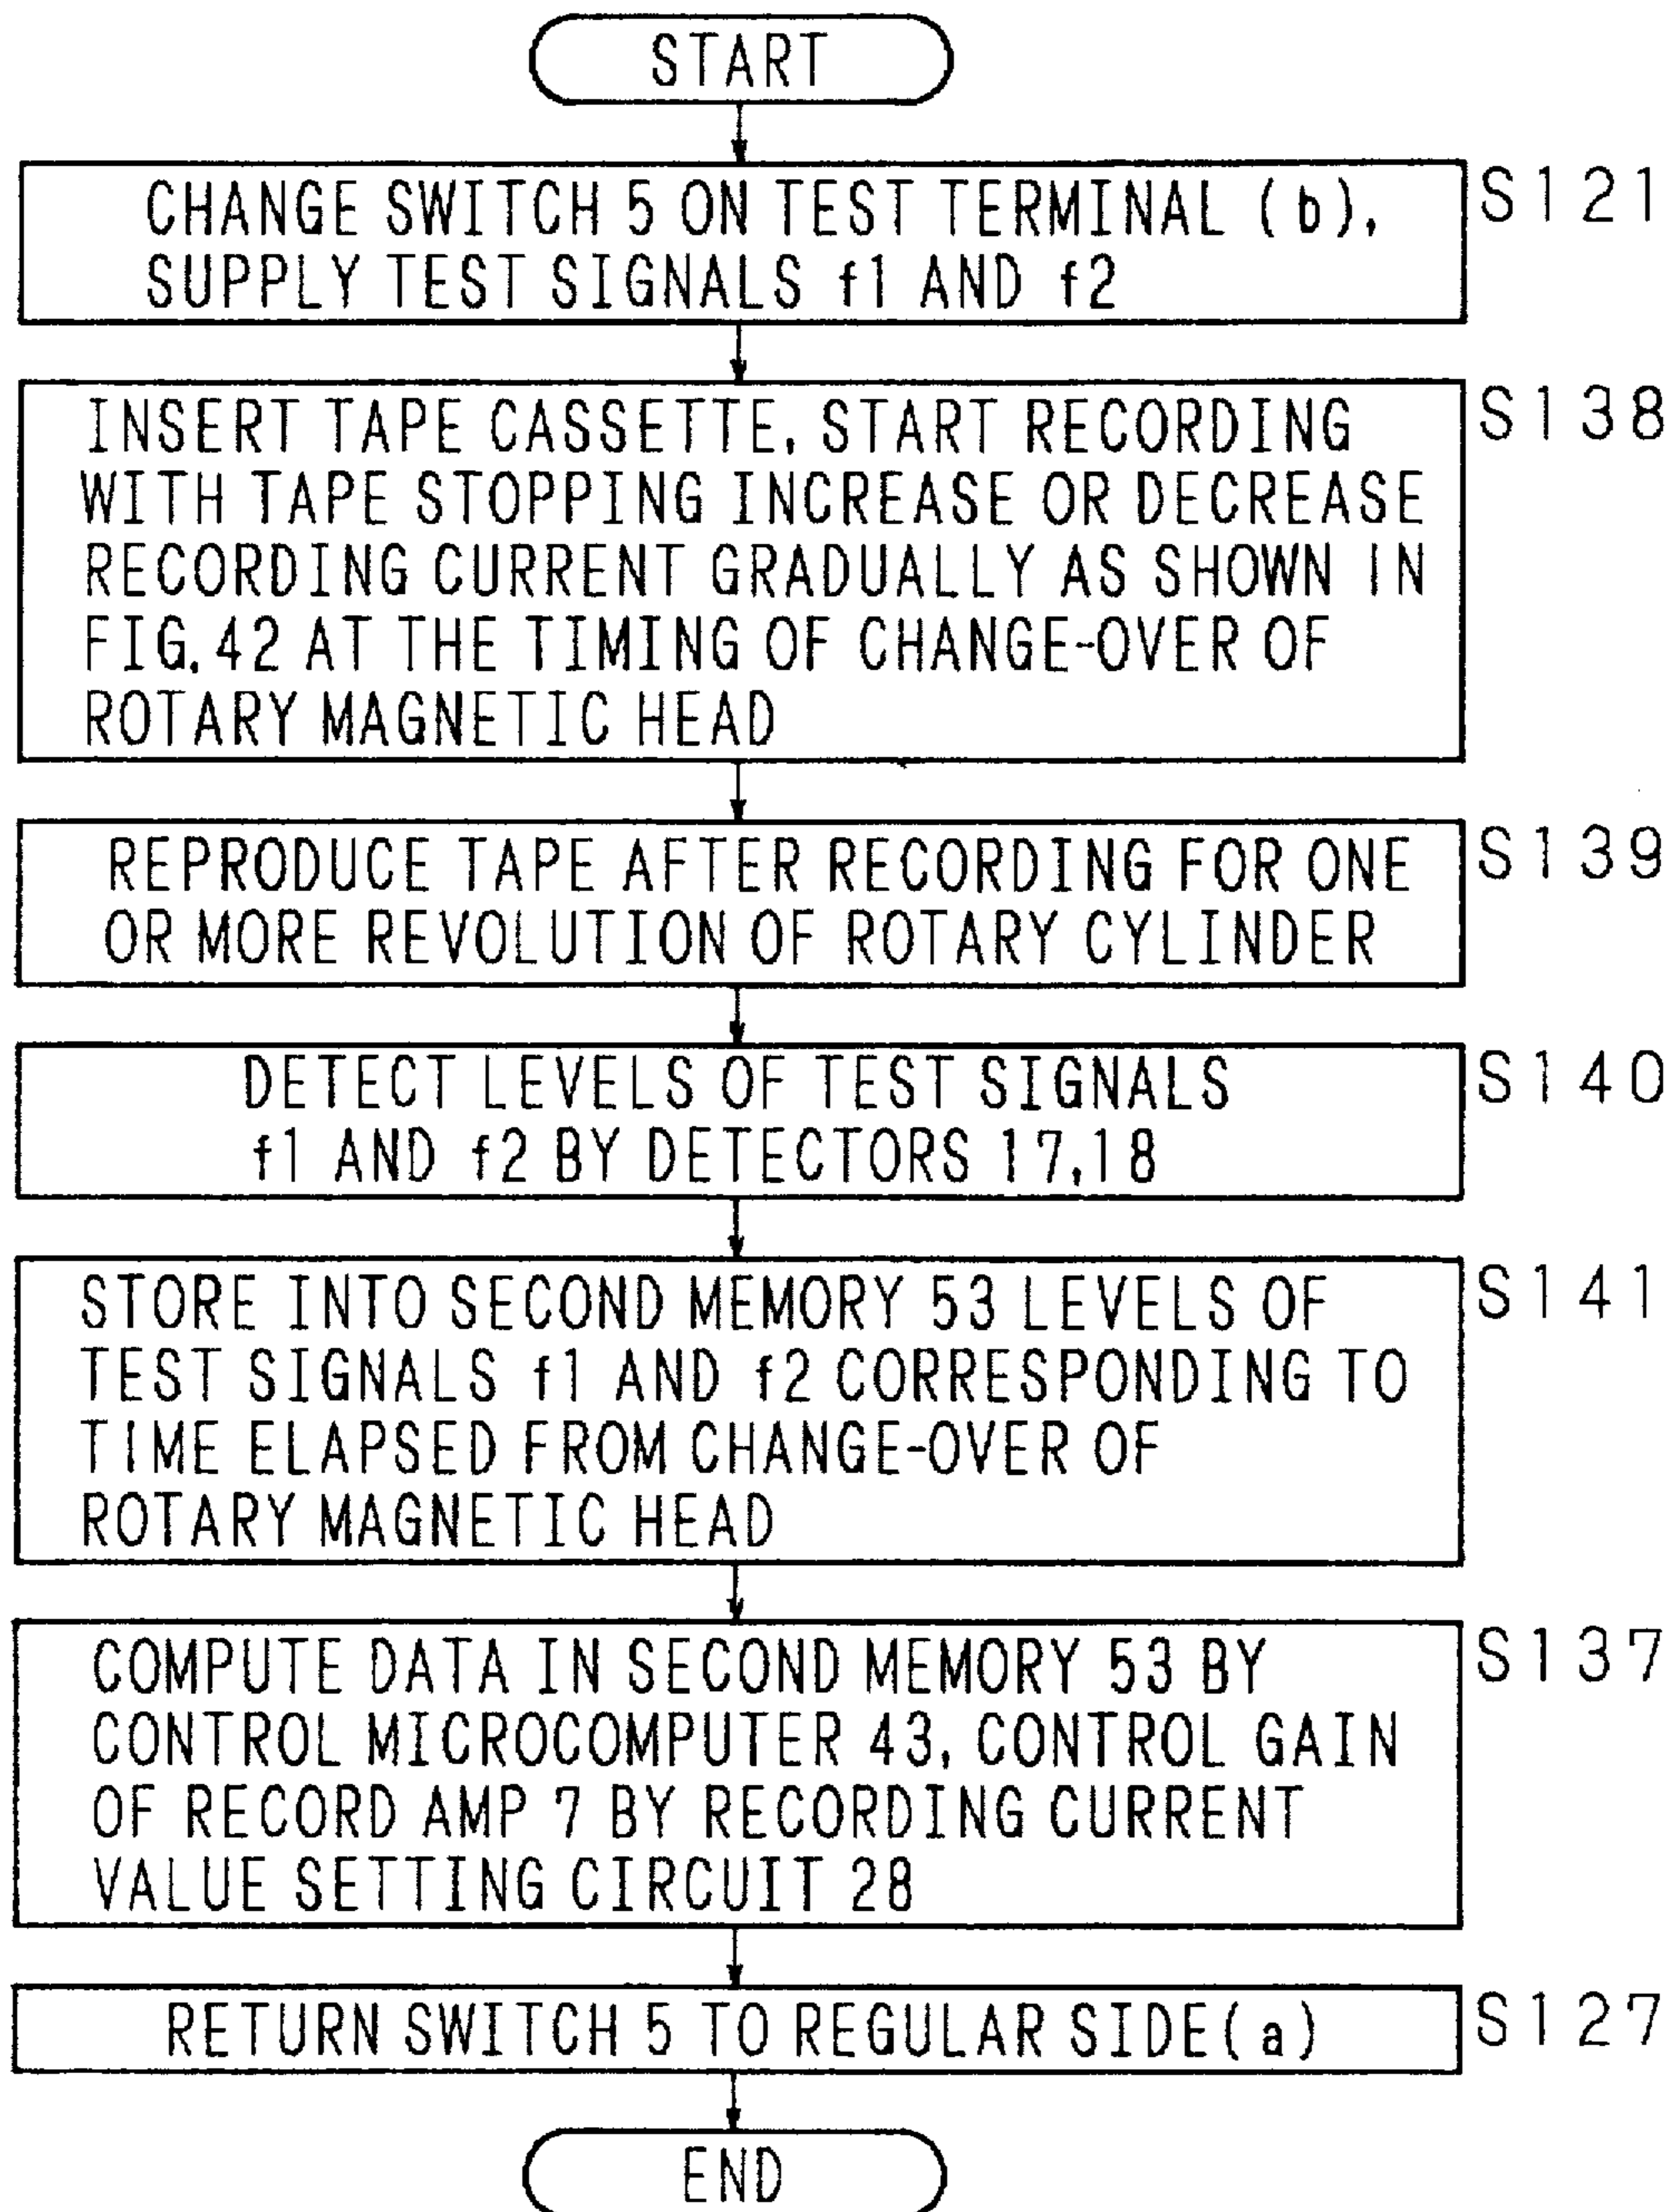 START
S121
CHANGE SWITCH 5 ON TEST TERMINAL (b),
SUPPLY TEST SIGNALS f1 AND f2
S138
INSERT TAPE CASSETTE, START RECORDING
WITH TAPE STOPPING INCREASE OR DECREASE
RECORDING CURRENT GRADUALLY AS SHOWN IN
FIG.42 AT THE TIMING OF CHANGE-OVER OF
ROTARY MAGNETIC HEAD
S139
REPRODUCE TAPE AFTER RECORDING FOR ONE
OR MORE REVOLUTION OF ROTARY CYLINDER
S140
DETECT LEVELS OF TEST SIGNALS
f1 AND f2 BY DETECTORS 17,18
S141
STORE INTO SECOND MEMORY 53 LEVELS OF
TEST SIGNALS f1 AND f2 CORRESPONDING TO
TIME ELAPSED FROM CHANGE-OVER OF
ROTARY MAGNETIC HEAD
S137
COMPUTE DATA IN SECOND MEMORY 53 BY
CONTROL MICROCOMPUTER 43, CONTROL GAIN
OF RECORD AMP 7 BY RECORDING CURRENT
VALUE SETTING CIRCUIT 28
S127
RETURN SWITCH 5 TO REGULAR SIDE(a)
END